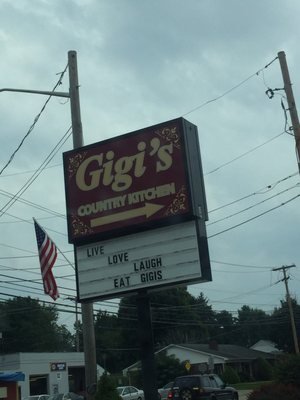 Gigi's
COUNTRY KITCHEN
LIVE
LOVE
LAUGH
EAT GIGIS